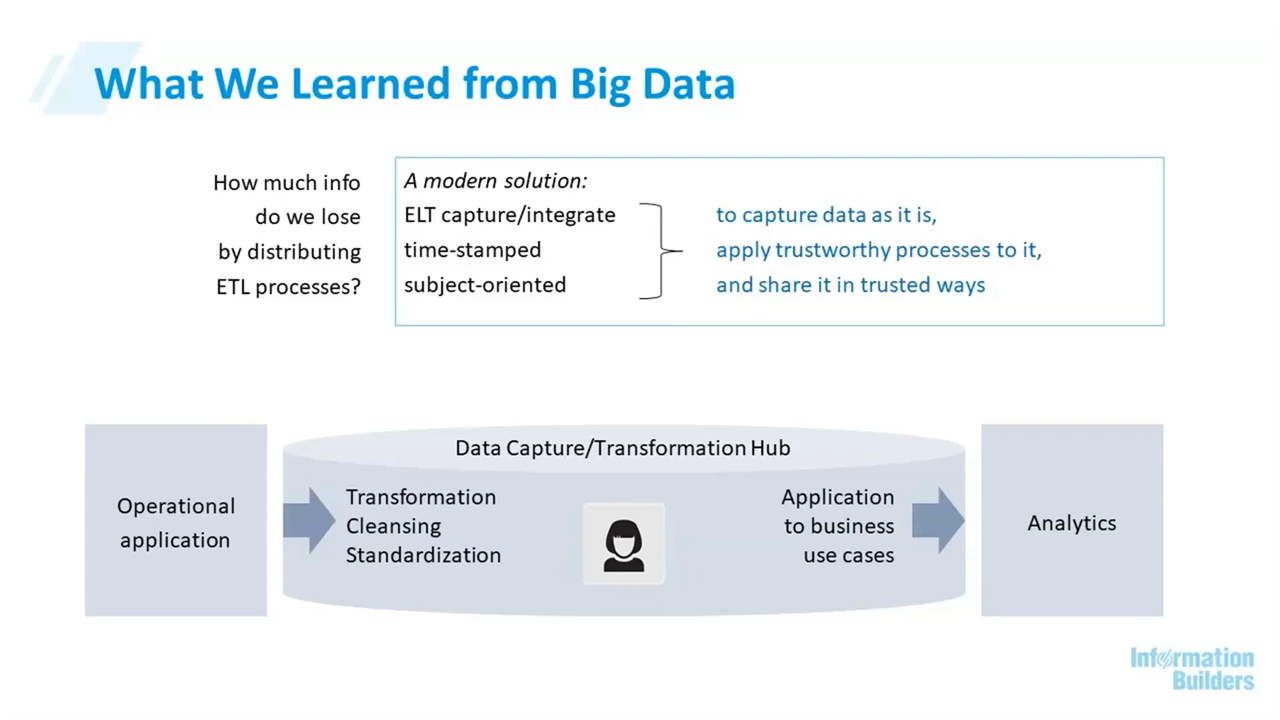 What We Learned from Big Data
How much info
do we lose
by distributing
ETL processes?
A modern solution:
ELT capture/integrate
time-stamped
subject-oriented
to capture data as it is,
apply trustworthy processes to it,
and share it in trusted ways
Data Capture/Transformation Hub
Operational
application
Transformation
Cleansing
Standardization
Application
to business
use cases
Analytics
Information
Builders